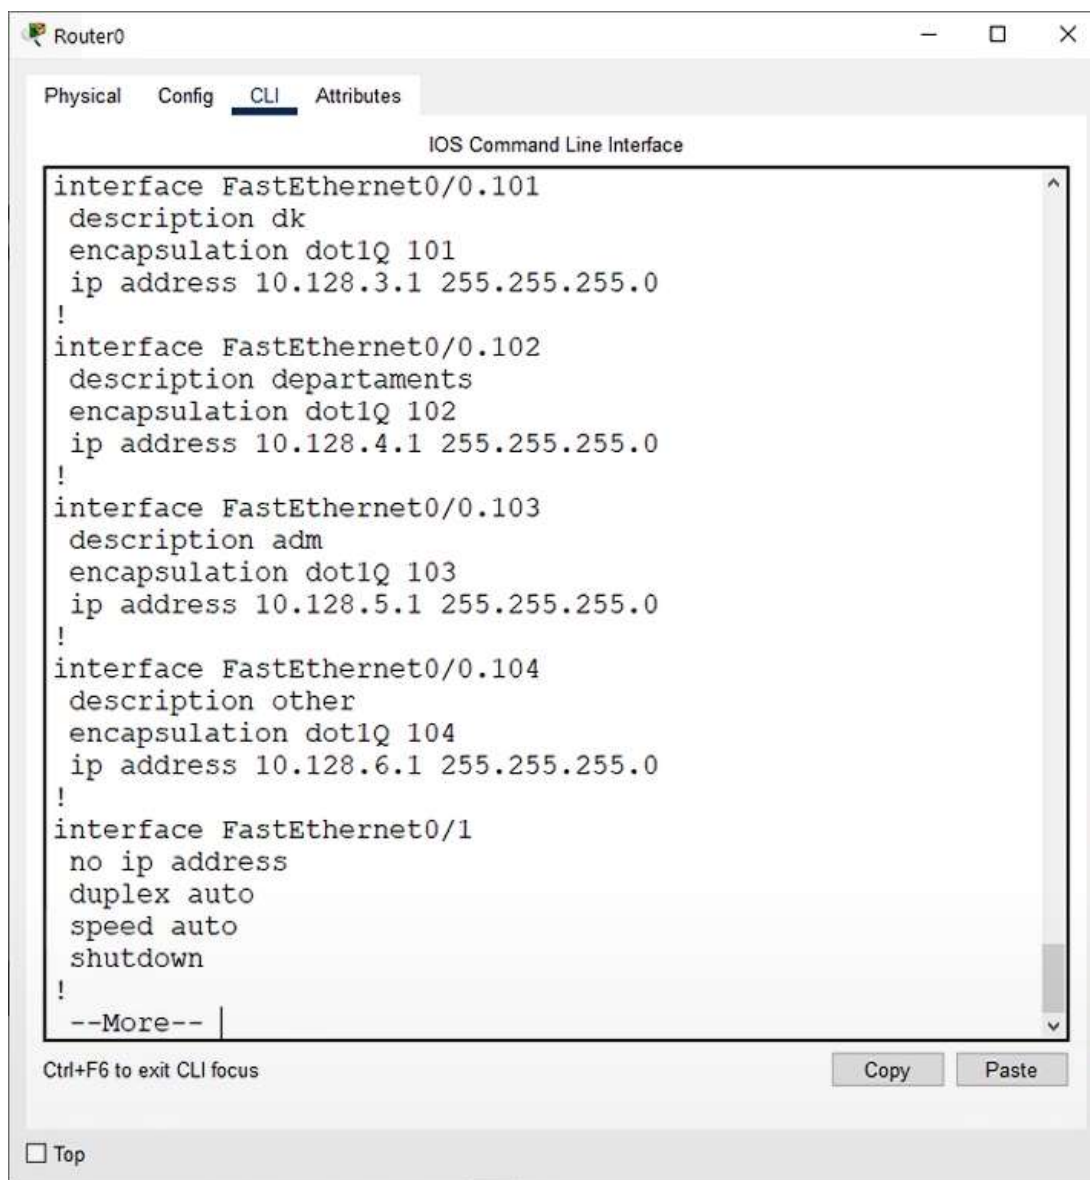 Router0
Physical Config CLI Attributes
IOS Command Line Interface
interface FastEthernet0/0.101
description dk
encapsulation dot1Q 101
ip address 10.128.3.1 255.255.255.0
!
interface FastEthernet0/0.102
description departaments
encapsulation dot1Q 102
ip address 10.128.4.1 255.255.255.0
!
interface FastEthernet0/0.103
description adm
encapsulation dot1Q 103
ip address 10.128.5.1 255.255.255.0
!
interface FastEthernet0/0.104
description other
encapsulation dot1Q 104
ip address 10.128.6.1 255.255.255.0
!
interface FastEthernet0/1
no ip address
duplex auto
speed auto
shutdown
!
--More--
Ctrl+F6 to exit CLI focus
Copy Paste
Top